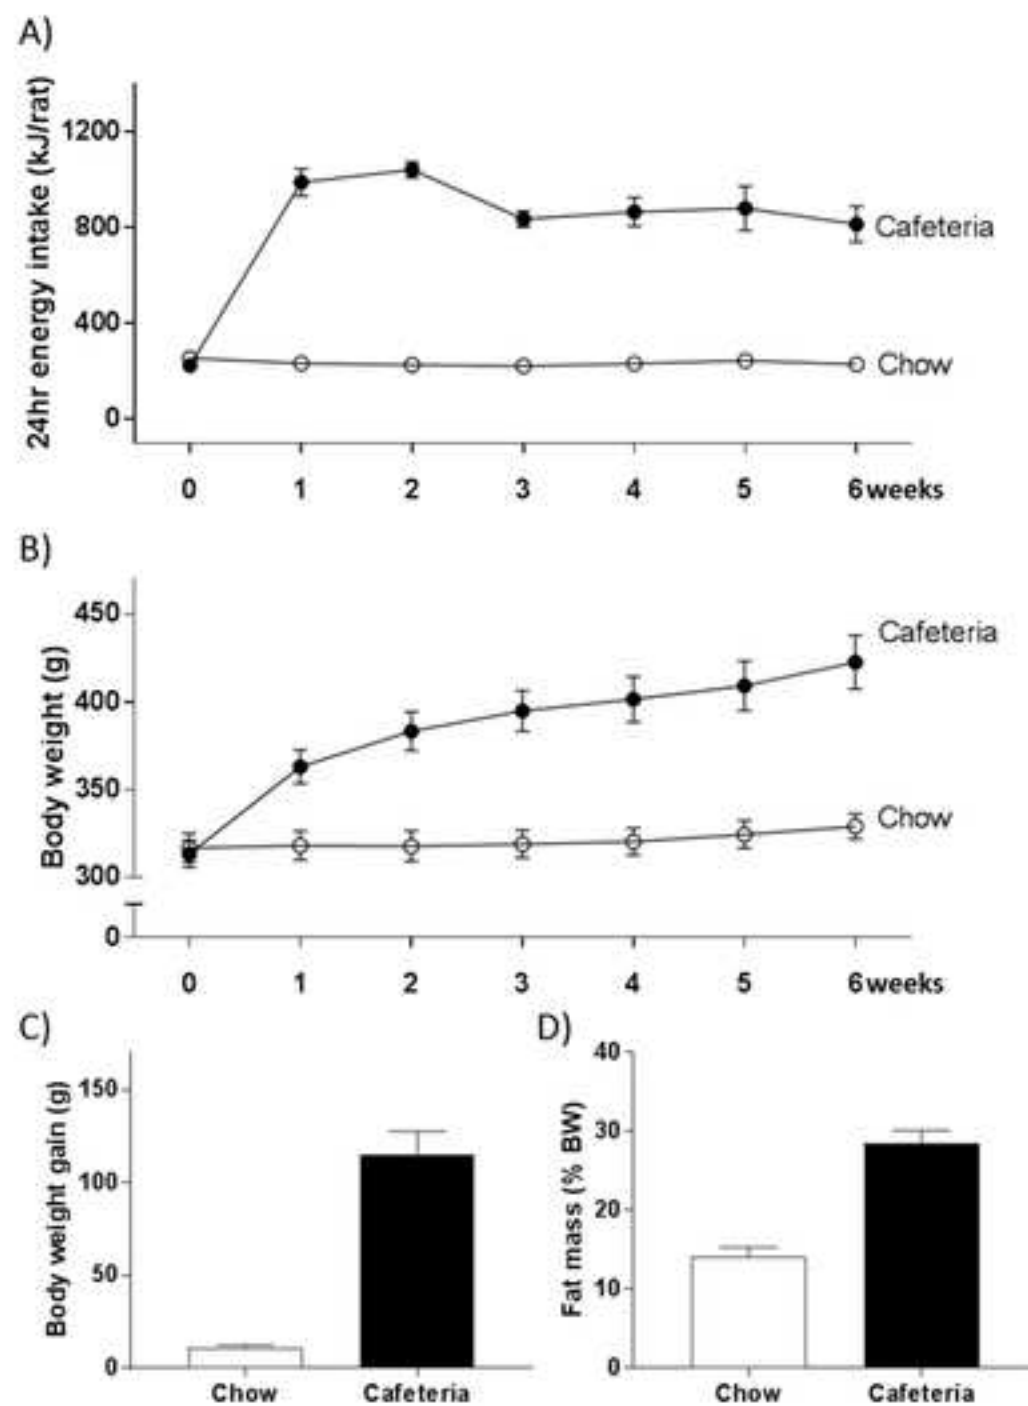 A)
24hr energy intake (kJ/rat)
1200
800
400
0
Cafeteria
Chow
0 1 2 3 4 5 6 weeks
B)
Body weight (g)
450
400
350
300
0
Cafeteria
Chow
0 1 2 3 4 5 6 weeks
C)
Body weight gain (g)
150
100
50
0
Chow Cafeteria
D)
Fat mass (% BW)
40
30
20
10
0
Chow Cafeteria